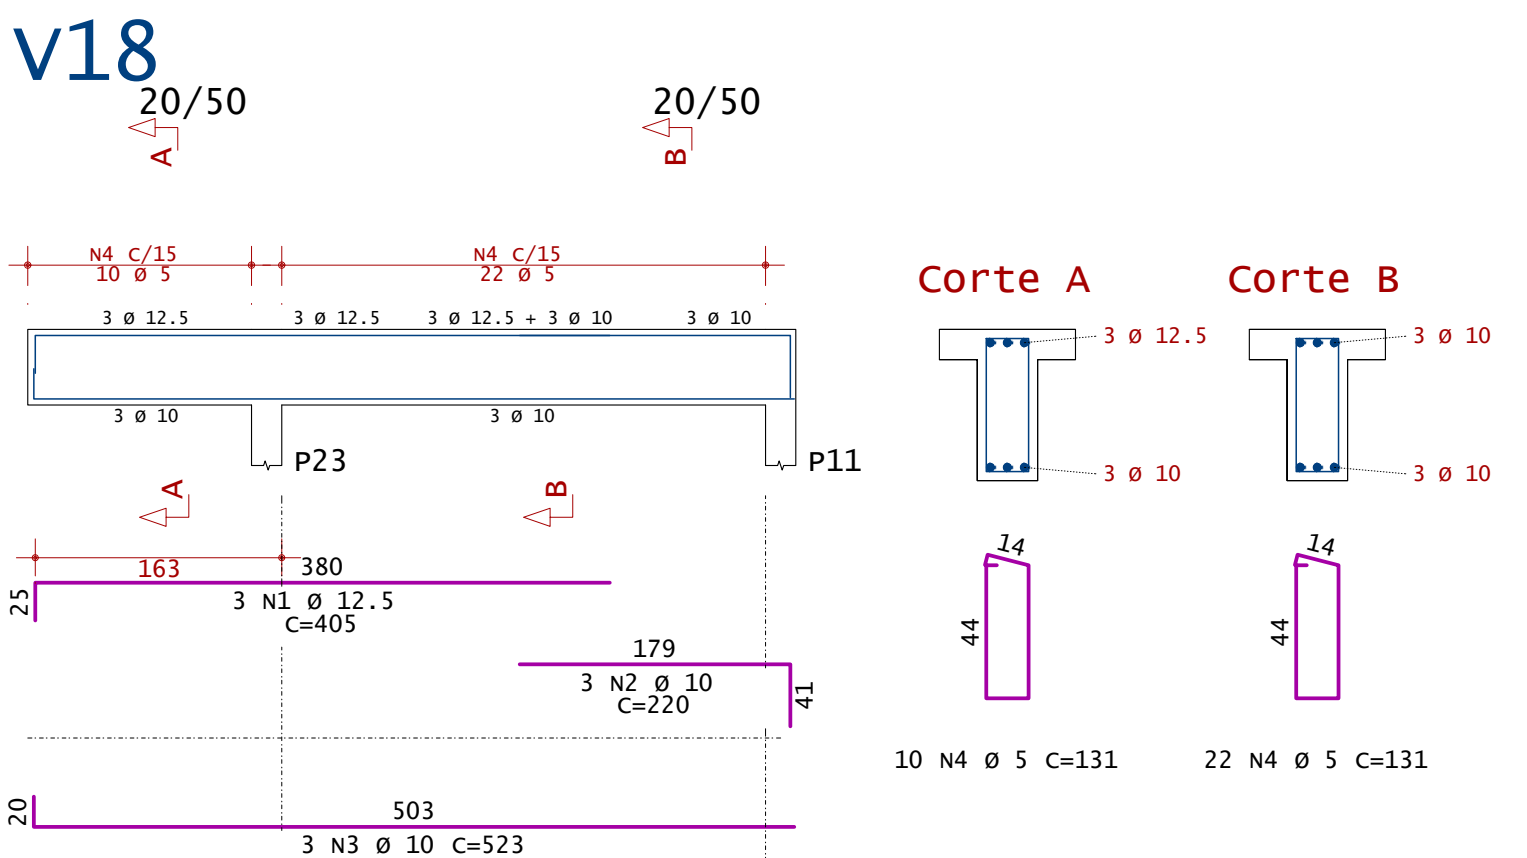 V18
20/50 20/50
A B
N4 C/15 N4 C/15
10 Ø 5 22 Ø 5
Corte A Corte B
3 Ø 12.5 3 Ø 12.5 3 Ø 12.5 + 3 Ø 10 3 Ø 10
3 Ø 12.5 3 Ø 10
3 Ø 10 3 Ø 10
P23 P11
3 Ø 10 3 Ø 10
A B
163 380
25
3 N1 Ø 12.5
C=405
14 14
44 44
179
3 N2 Ø 10
C=220
41
10 N4 Ø 5 C=131 22 N4 Ø 5 C=131
20
503
3 N3 Ø 10 C=523